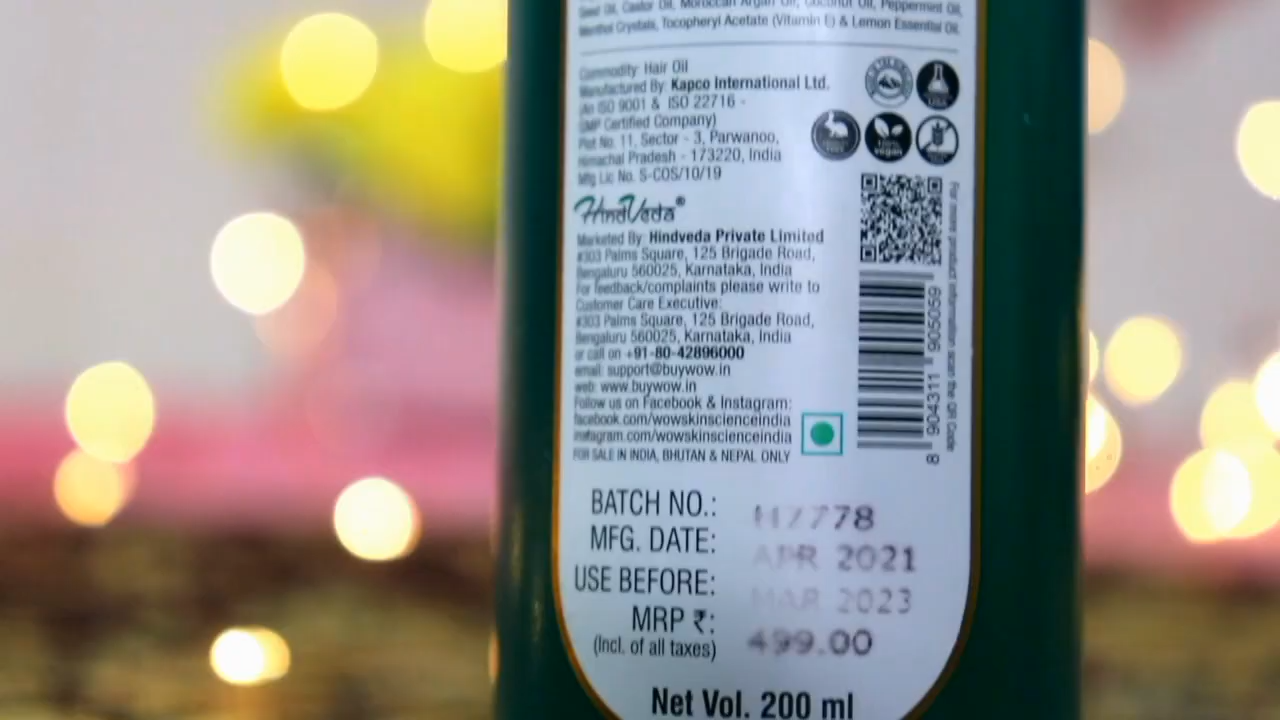 Seed Oil, Castor Oil, Moroccan Argan Oil, Coconut Oil, Peppermint Oil,
Menthol Crystals, Tocopheryl Acetate (Vitamin E) & Lemon Essential Oil.
Commodity: Hair Oil
Manufactured By: Kapco International Ltd.
(An ISO 9001 & ISO 22716 -
GMP Certified Company)
Plot No. 11, Sector - 3, Parwanoo,
Himachal Pradesh - 173220, India
Mfg Lic No. S-COS/10/19
HindVeda®
Marketed By: Hindveda Private Limited
#303 Palms Square, 125 Brigade Road,
Bengaluru 560025, Karnataka, India
For feedback/complaints please write to
Customer Care Executive:
#303 Palms Square, 125 Brigade Road,
Bengaluru 560025, Karnataka, India
or call on +91-80-42896000
email: support@buywow.in
web: www.buywow.in
Follow us on Facebook & Instagram:
facebook.com/wowskinscienceindia
instagram.com/wowskinscienceindia
FOR SALE IN INDIA, BHUTAN & NEPAL ONLY
100%
vegan
For more product information scan the QR Code
8 904311 905059
BATCH NO.: H7778
MFG. DATE: APR 2021
USE BEFORE: MAR 2023
MRP ₹: 499.00
(Incl. of all taxes)
Net Vol. 200 ml